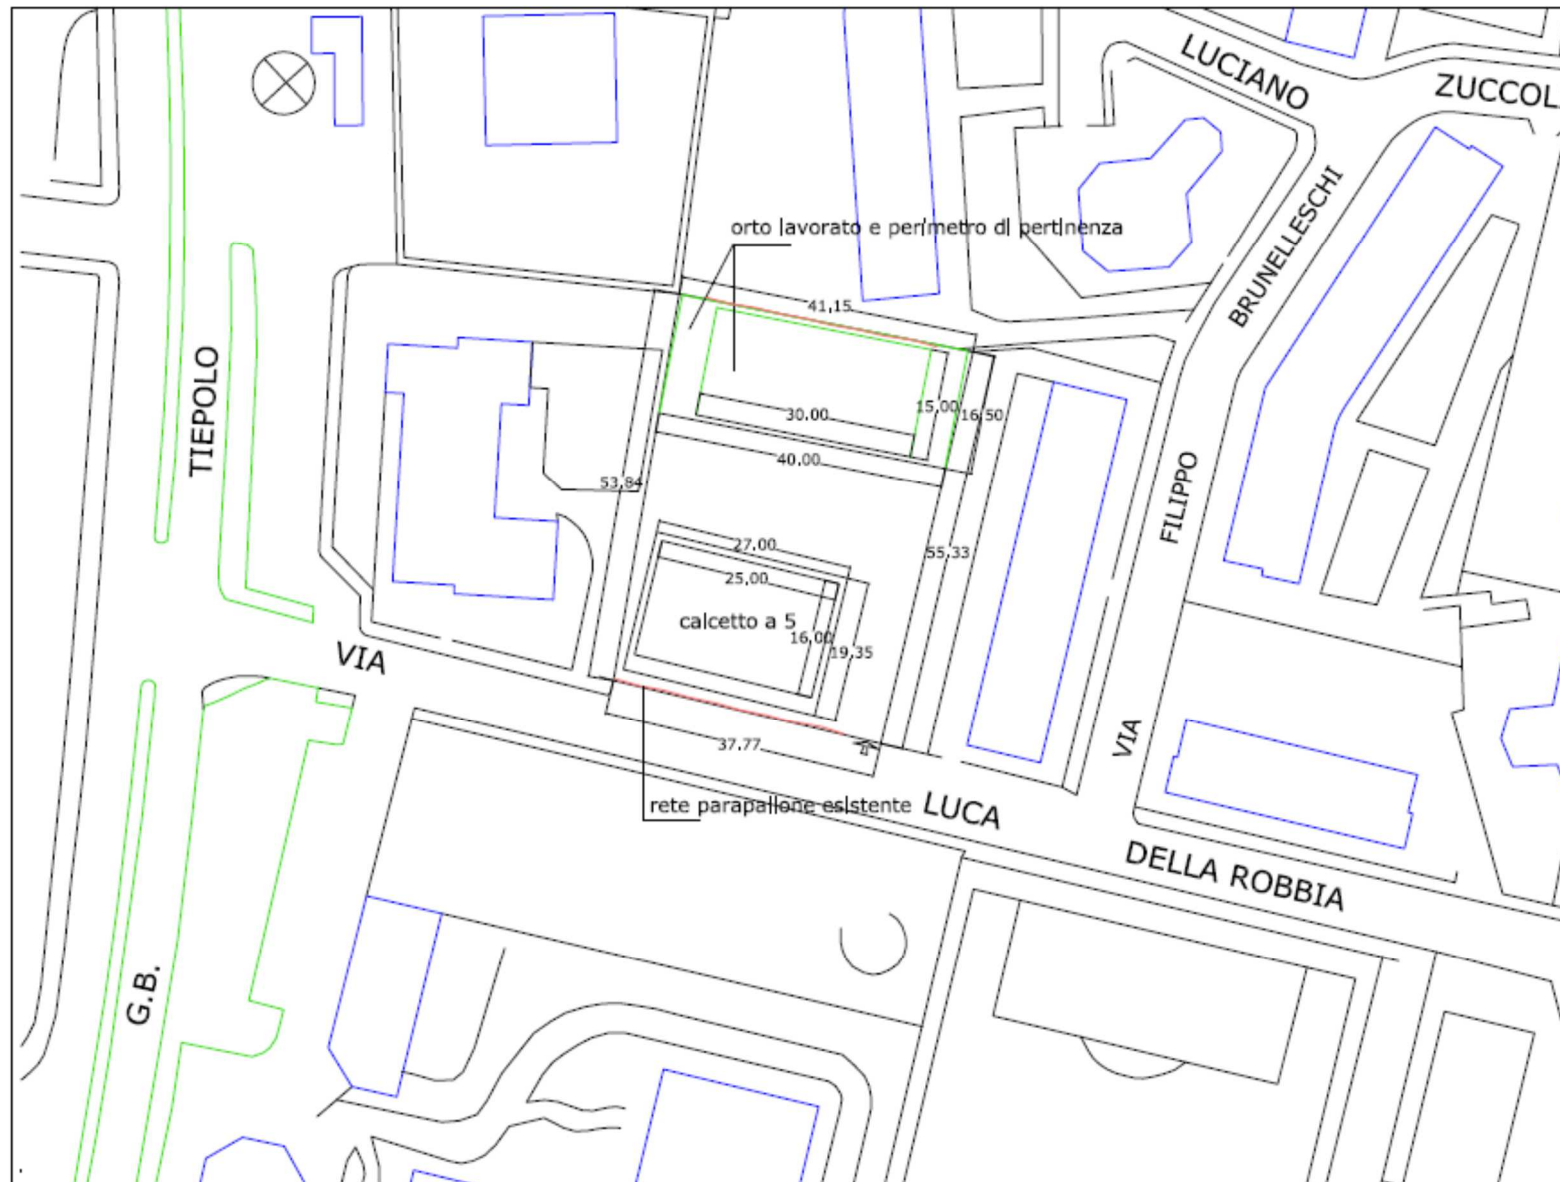 LUCIANO
ZUCCOL
BRUNELLESCHI
orto lavorato e perimetro di pertinenza
41,15
TIEPOLO
30.00
15,00
16,50
40.00
53,84
FILIPPO
27.00
55,33
25,00
calcetto a 5
16,00
19,35
VIA
VIA
37.77
rete parapallone esistente
LUCA
DELLA ROBBIA
G.B.